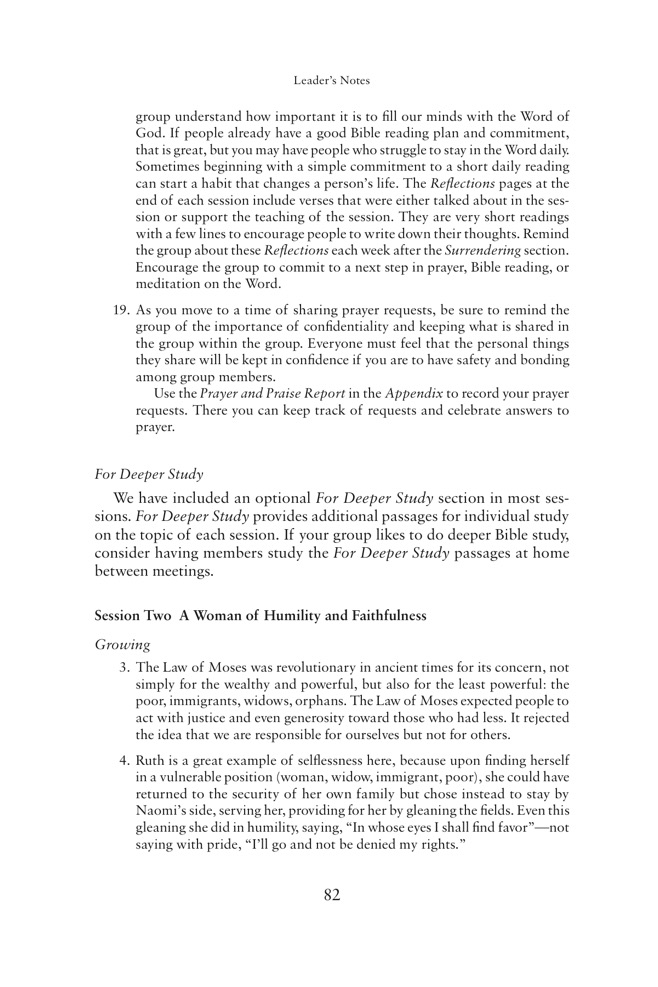 Leader's Notes
group understand how important it is to fill our minds with the Word of
God. If people already have a good Bible reading plan and commitment,
that is great, but you may have people who struggle to stay in the Word daily.
Sometimes beginning with a simple commitment to a short daily reading
can start a habit that changes a person's life. The Reflections pages at the
end of each session include verses that were either talked about in the ses-
sion or support the teaching of the session. They are very short readings
with a few lines to encourage people to write down their thoughts. Remind
the group about these Reflections each week after the Surrendering section.
Encourage the group to commit to a next step in prayer, Bible reading, or
meditation on the Word.
19. As you move to a time of sharing prayer requests, be sure to remind the
group of the importance of confidentiality and keeping what is shared in
the group within the group. Everyone must feel that the personal things
they share will be kept in confidence if you are to have safety and bonding
among group members.
Use the Prayer and Praise Report in the Appendix to record your prayer
requests. There you can keep track of requests and celebrate answers to
prayer.
For Deeper Study
We have included an optional For Deeper Study section in most ses-
sions. For Deeper Study provides additional passages for individual study
on the topic of each session. If your group likes to do deeper Bible study,
consider having members study the For Deeper Study passages at home
between meetings.
Session Two A Woman of Humility and Faithfulness
Growing
3. The Law of Moses was revolutionary in ancient times for its concern, not
simply for the wealthy and powerful, but also for the least powerful: the
poor, immigrants, widows, orphans. The Law of Moses expected people to
act with justice and even generosity toward those who had less. It rejected
the idea that we are responsible for ourselves but not for others.
4. Ruth is a great example of selflessness here, because upon finding herself
in a vulnerable position (woman, widow, immigrant, poor), she could have
returned to the security of her own family but chose instead to stay by
Naomi's side, serving her, providing for her by gleaning the fields. Even this
gleaning she did in humility, saying, "In whose eyes I shall find favor"—not
saying with pride, "I'll go and not be denied my rights."
82